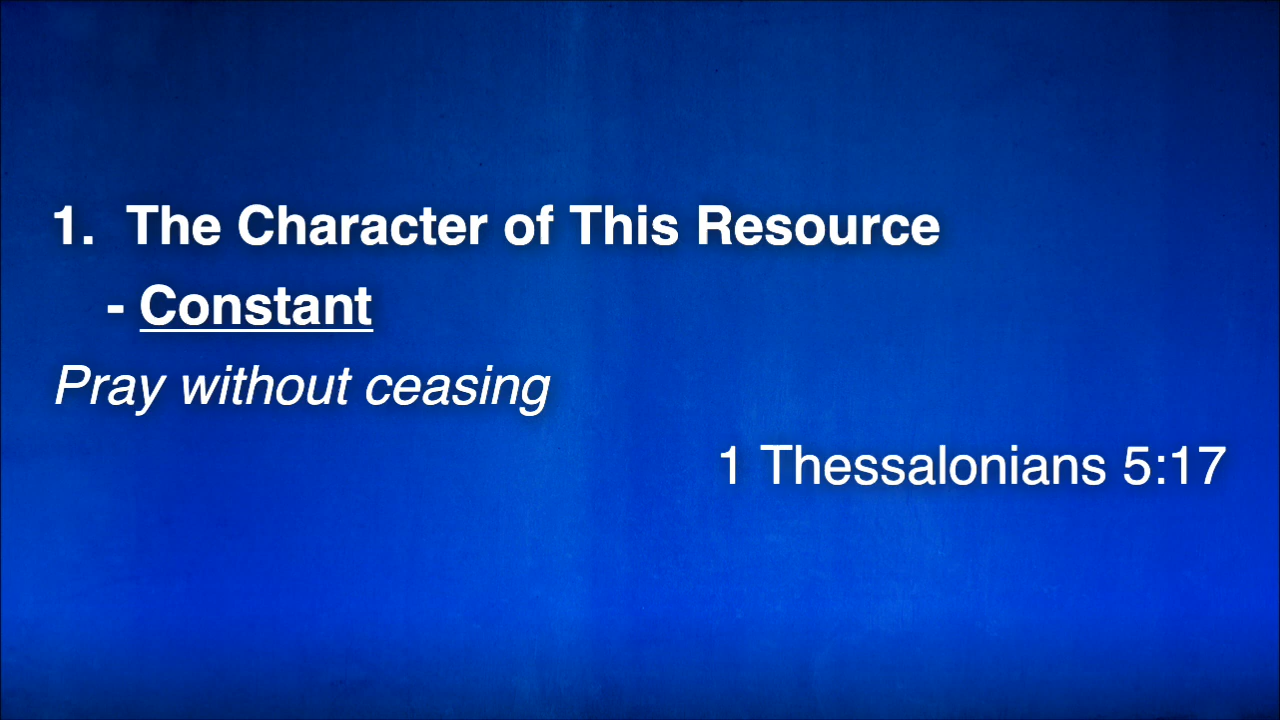 1. The Character of This Resource
- Constant
Pray without ceasing
1 Thessalonians 5:17